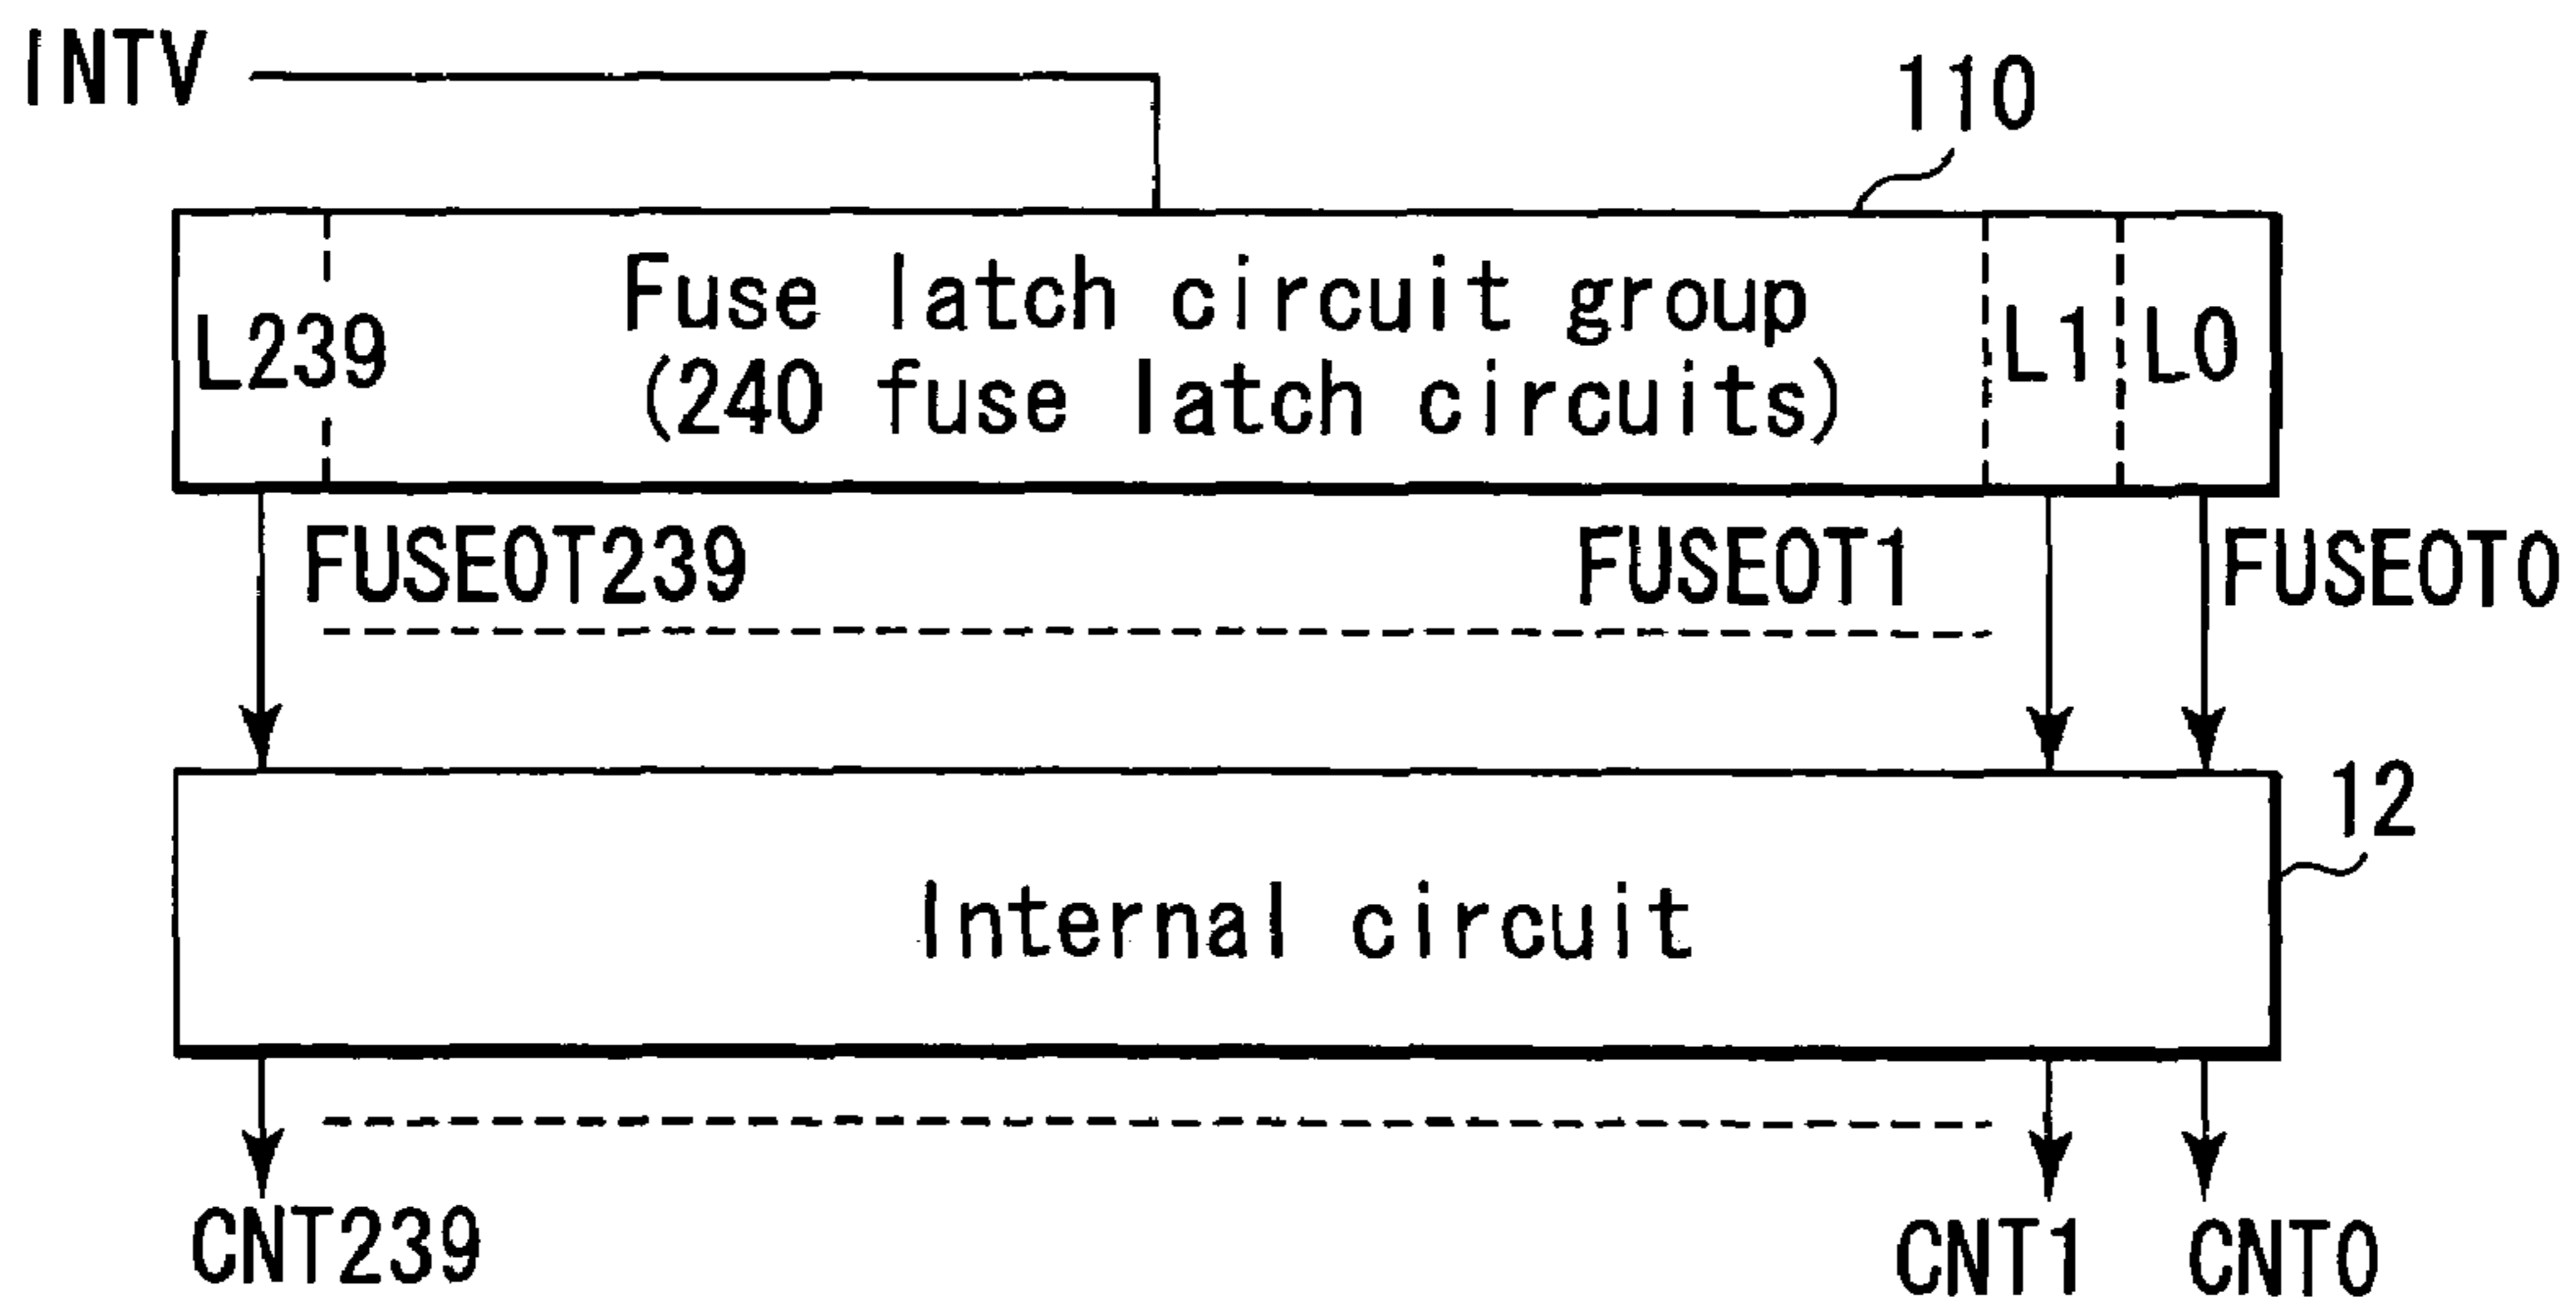 INTV
110
L239
Fuse latch circuit group
(240 fuse latch circuits)
L1
L0
FUSEOT239
FUSEOT1
FUSEOT0
12
Internal circuit
CNT239
CNT1
CNT0